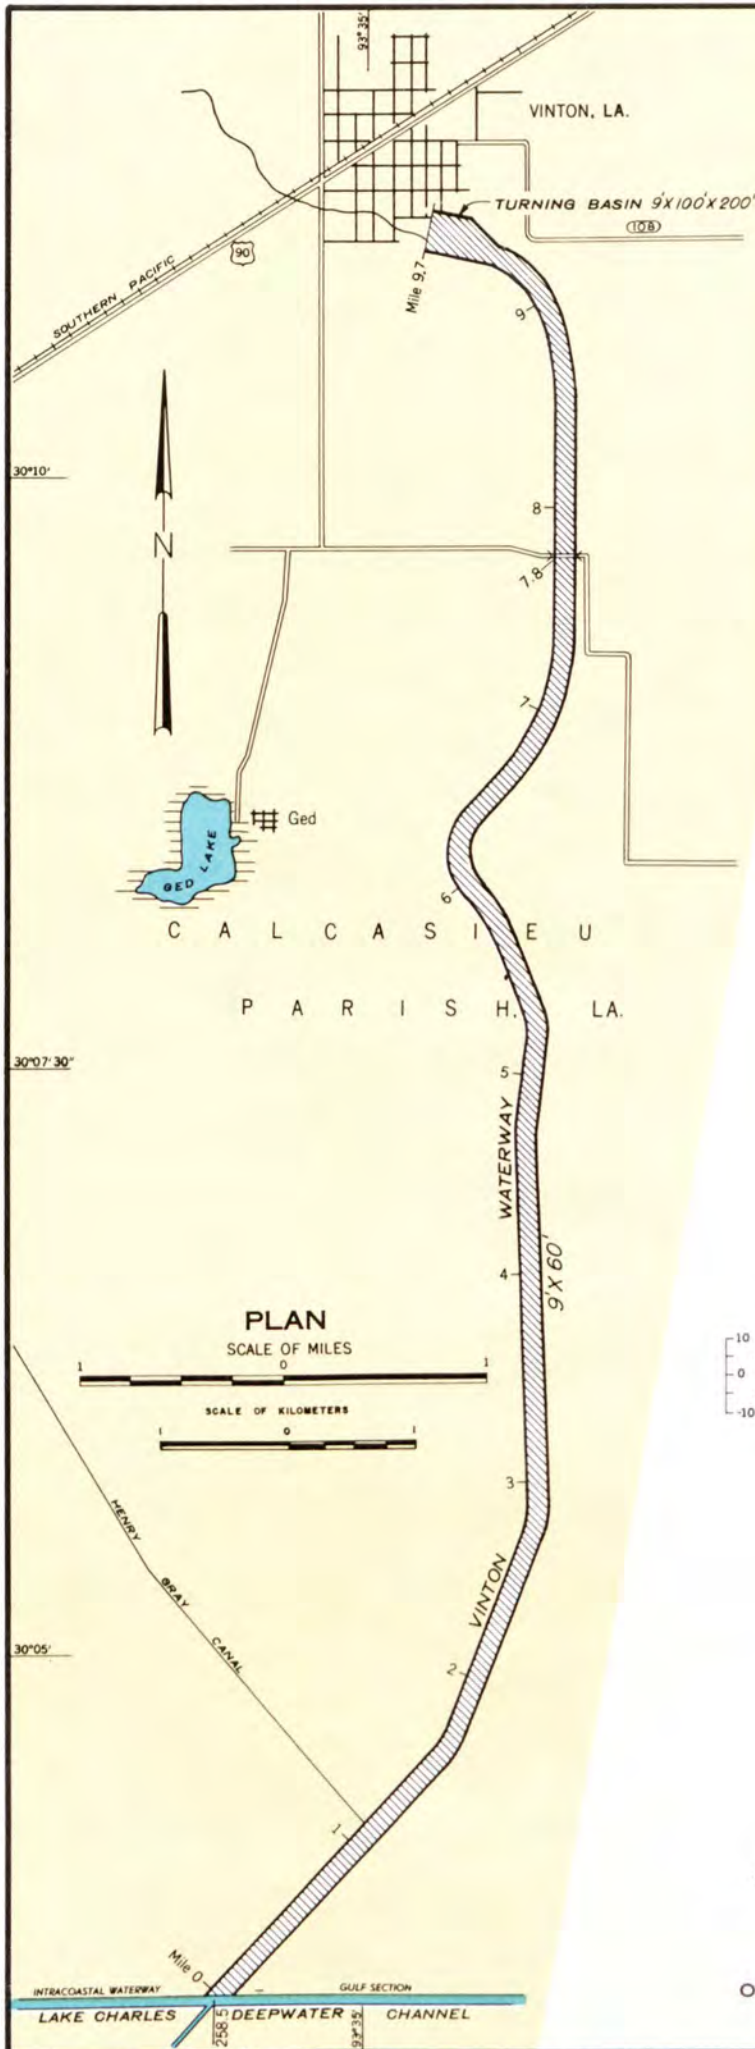 93° 35'
VINTON, LA.
TURNING BASIN 9'X100'X200'
108
90
SOUTHERN PACIFIC
Mile 9.7
9
30°10'
8
N
7.8
7
Ged
GED LAKE
6
CALCASIEU
PARISH, LA.
30°07'30"
5
WATERWAY
4
9'X 60'
PLAN
SCALE OF MILES
1 0 1
SCALE OF KILOMETERS
1 0 1
10
0
-10
3
HENRY GRAY CANAL
VINTON
30°05'
2
1
Mile 0
INTRACOASTAL WATERWAY GULF SECTION
LAKE CHARLES DEEPWATER CHANNEL
258.5
93°35'
O